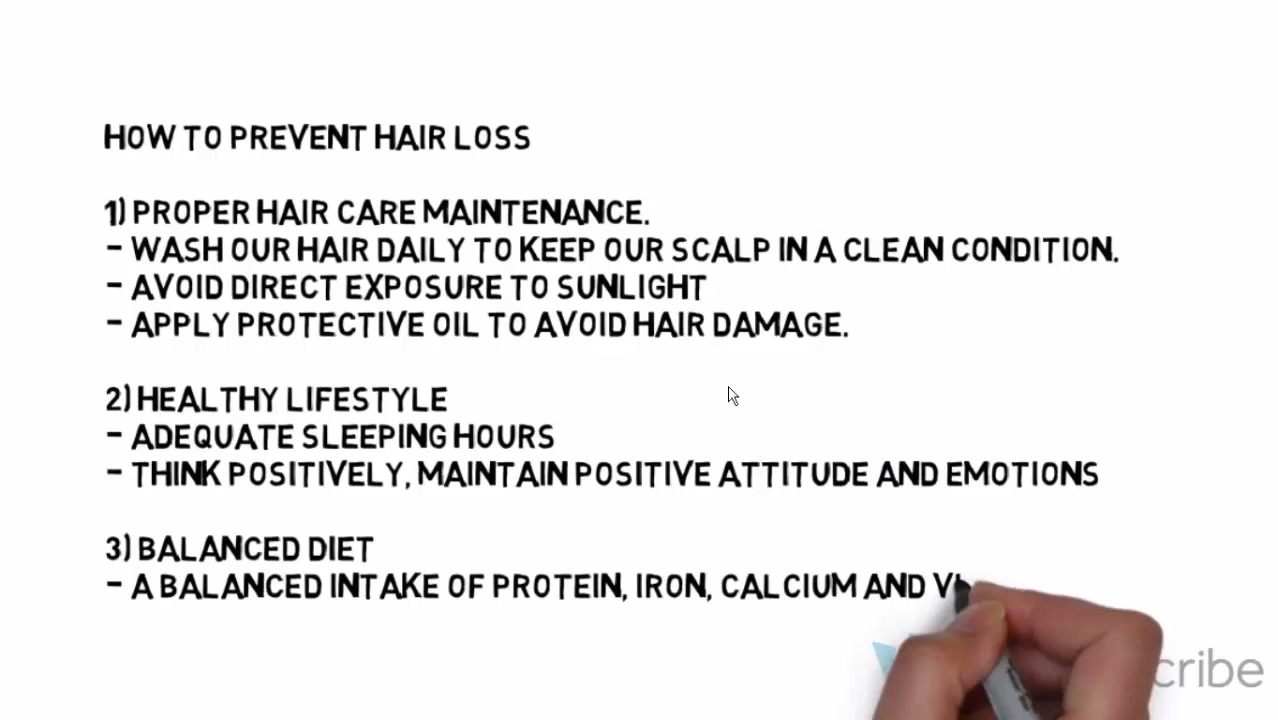 HOW TO PREVENT HAIR LOSS
1) PROPER HAIR CARE MAINTENANCE.
- WASH OUR HAIR DAILY TO KEEP OUR SCALP IN A CLEAN CONDITION.
- AVOID DIRECT EXPOSURE TO SUNLIGHT
- APPLY PROTECTIVE OIL TO AVOID HAIR DAMAGE.
2) HEALTHY LIFESTYLE
- ADEQUATE SLEEPING HOURS
- THINK POSITIVELY, MAINTAIN POSITIVE ATTITUDE AND EMOTIONS
3) BALANCED DIET
- A BALANCED INTAKE OF PROTEIN, IRON, CALCIUM AND
cribe